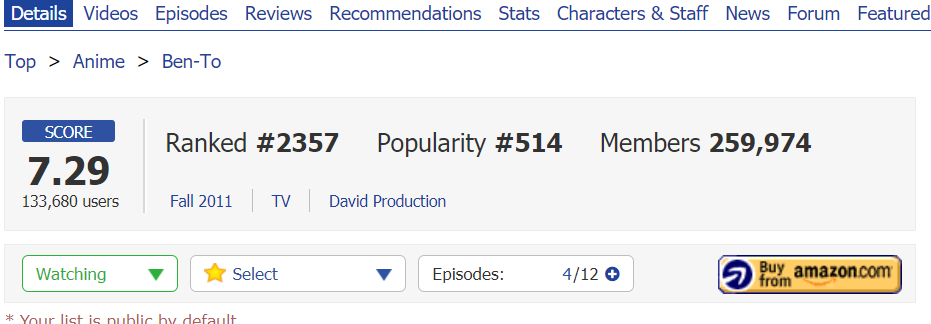 Details Videos Episodes Reviews Recommendations Stats Characters & Staff News Forum Featured
Top > Anime > Ben-To
SCORE
7.29
133,680 users
Ranked #2357 Popularity #514 Members 259,974
Fall 2011 TV David Production
Watching Select Episodes: 4/12 Buy from amazon.com
* Your list is public by default